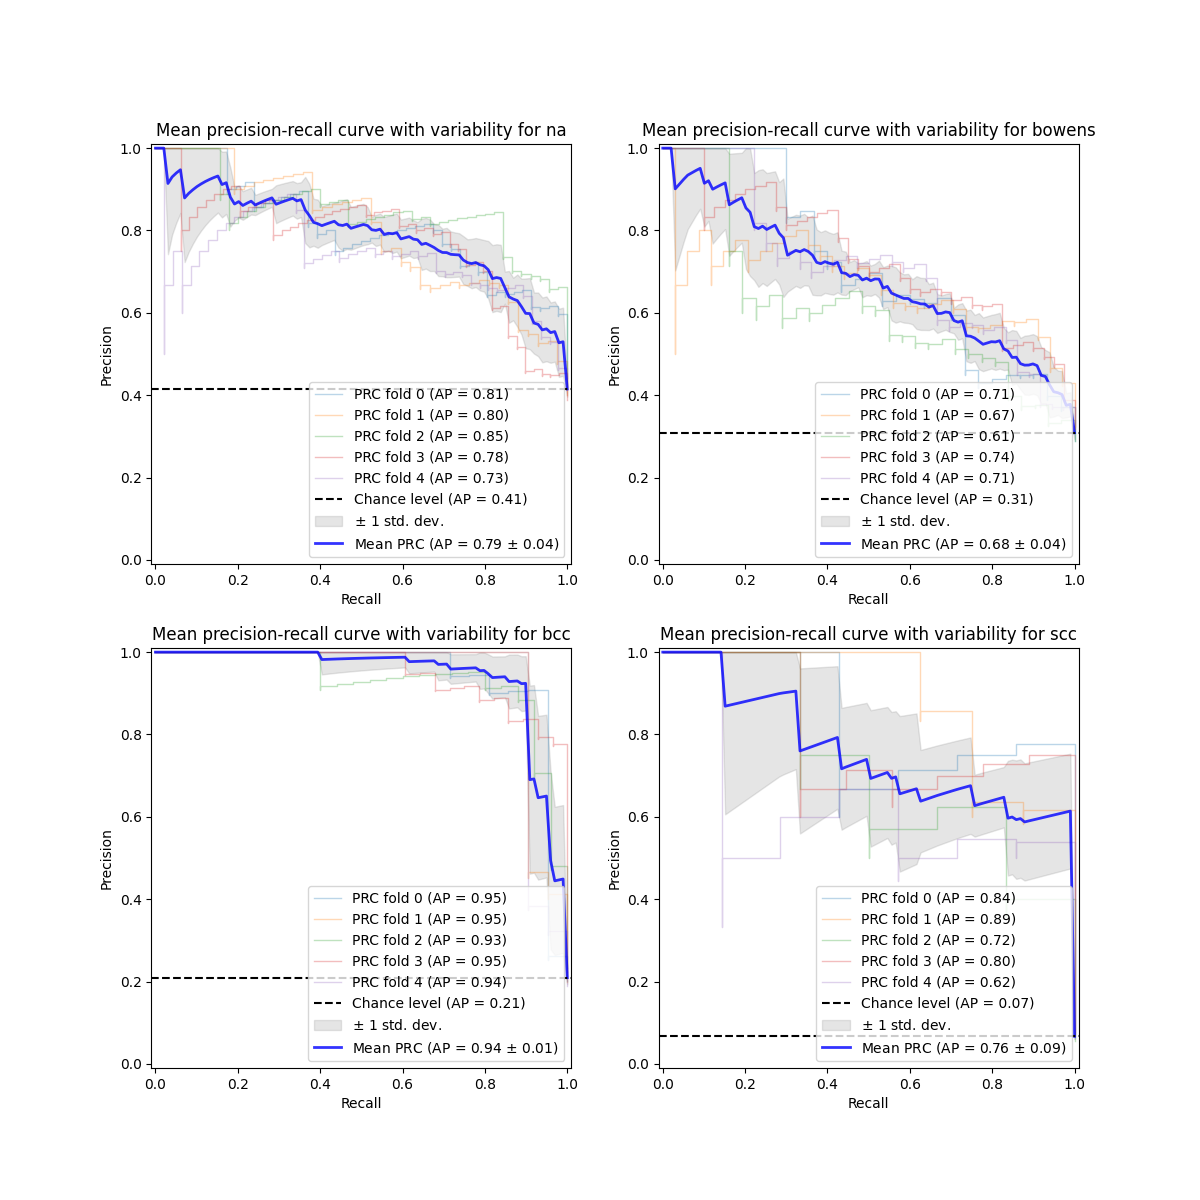 Mean precision-recall curve with variability for na
1.0
0.8
0.6
0.4
0.2
0.0
Precision
PRC fold 0 (AP = 0.81)
PRC fold 1 (AP = 0.80)
PRC fold 2 (AP = 0.85)
PRC fold 3 (AP = 0.78)
PRC fold 4 (AP = 0.73)
Chance level (AP = 0.41)
± 1 std. dev.
Mean PRC (AP = 0.79 ± 0.04)
0.0 0.2 0.4 0.6 0.8 1.0
Recall
Mean precision-recall curve with variability for bowens
1.0
0.8
0.6
0.4
0.2
0.0
Precision
PRC fold 0 (AP = 0.71)
PRC fold 1 (AP = 0.67)
PRC fold 2 (AP = 0.61)
PRC fold 3 (AP = 0.74)
PRC fold 4 (AP = 0.71)
Chance level (AP = 0.31)
± 1 std. dev.
Mean PRC (AP = 0.68 ± 0.04)
0.0 0.2 0.4 0.6 0.8 1.0
Recall
Mean precision-recall curve with variability for bcc
1.0
0.8
0.6
0.4
0.2
0.0
Precision
PRC fold 0 (AP = 0.95)
PRC fold 1 (AP = 0.95)
PRC fold 2 (AP = 0.93)
PRC fold 3 (AP = 0.95)
PRC fold 4 (AP = 0.94)
Chance level (AP = 0.21)
± 1 std. dev.
Mean PRC (AP = 0.94 ± 0.01)
0.0 0.2 0.4 0.6 0.8 1.0
Recall
Mean precision-recall curve with variability for scc
1.0
0.8
0.6
0.4
0.2
0.0
Precision
PRC fold 0 (AP = 0.84)
PRC fold 1 (AP = 0.89)
PRC fold 2 (AP = 0.72)
PRC fold 3 (AP = 0.80)
PRC fold 4 (AP = 0.62)
Chance level (AP = 0.07)
± 1 std. dev.
Mean PRC (AP = 0.76 ± 0.09)
0.0 0.2 0.4 0.6 0.8 1.0
Recall